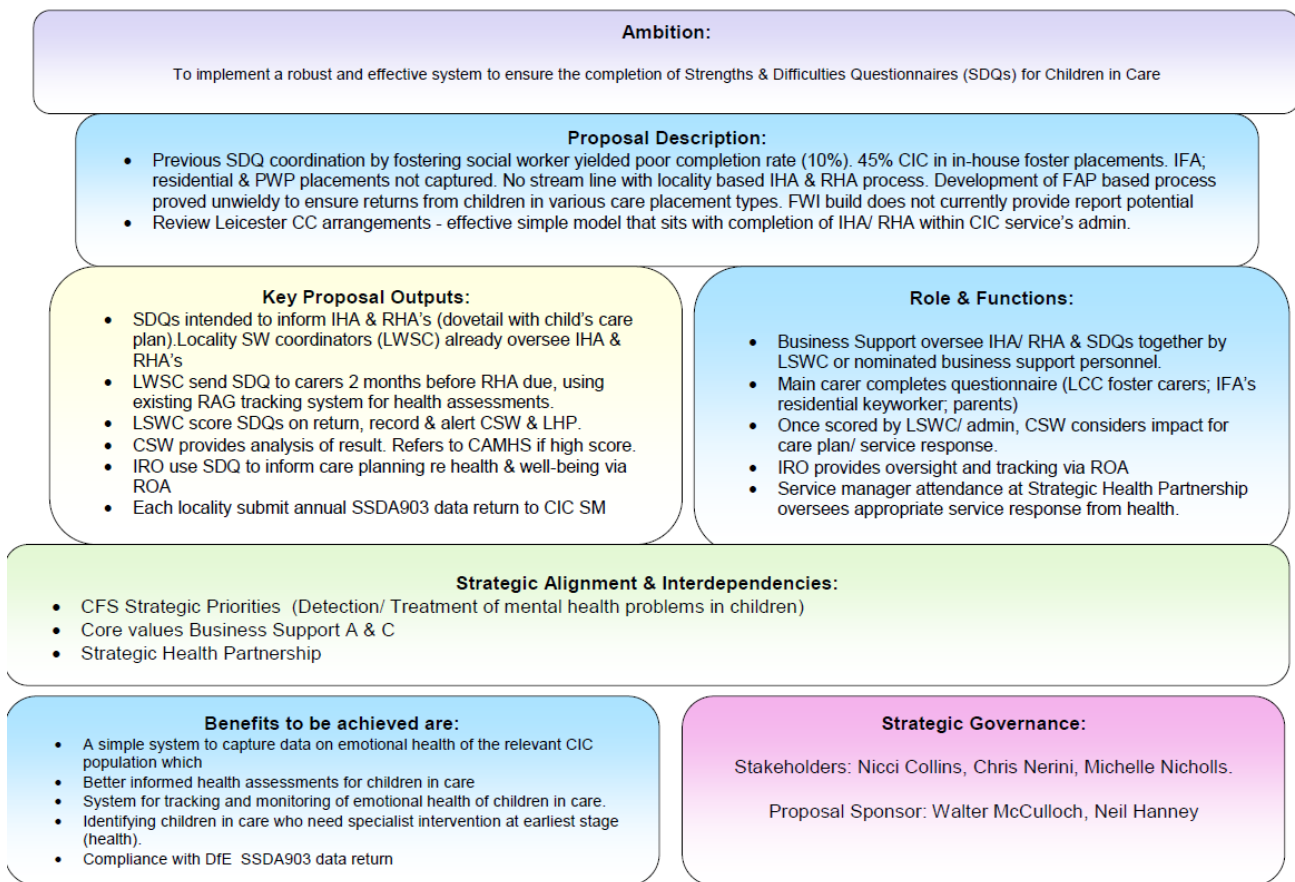 Ambition:
To implement a robust and effective system to ensure the completion of Strengths & Difficulties Questionnaires (SDQs) for Children in Care
Proposal Description:
• Previous SDQ coordination by fostering social worker yielded poor completion rate (10%). 45% CIC in in-house foster placements. IFA;
residential & PWP placements not captured. No stream line with locality based IHA & RHA process. Development of FAP based process
proved unwieldy to ensure returns from children in various care placement types. FWI build does not currently provide report potential
• Review Leicester CC arrangements - effective simple model that sits with completion of IHA/ RHA within CIC service's admin.
Key Proposal Outputs:
• SDQs intended to inform IHA & RHA's (dovetail with child's care
plan).Locality SW coordinators (LWSC) already oversee IHA &
RHA's
• LWSC send SDQ to carers 2 months before RHA due, using
existing RAG tracking system for health assessments.
• LSWC score SDQs on return, record & alert CSW & LHP.
• CSW provides analysis of result. Refers to CAMHS if high score.
• IRO use SDQ to inform care planning re health & well-being via
ROA
• Each locality submit annual SSDA903 data return to CIC SM
Role & Functions:
• Business Support oversee IHA/ RHA & SDQs together by
LSWC or nominated business support personnel.
• Main carer completes questionnaire (LCC foster carers; IFA's
residential keyworker; parents)
• Once scored by LSWC/ admin, CSW considers impact for
care plan/ service response.
• IRO provides oversight and tracking via ROA
• Service manager attendance at Strategic Health Partnership
oversees appropriate service response from health.
Strategic Alignment & Interdependencies:
• CFS Strategic Priorities (Detection/ Treatment of mental health problems in children)
• Core values Business Support A & C
• Strategic Health Partnership
Benefits to be achieved are:
• A simple system to capture data on emotional health of the relevant CIC
population which
• Better informed health assessments for children in care
• System for tracking and monitoring of emotional health of children in care.
• Identifying children in care who need specialist intervention at earliest stage
(health).
• Compliance with DfE SSDA903 data return
Strategic Governance:
Stakeholders: Nicci Collins, Chris Nerini, Michelle Nicholls.
Proposal Sponsor: Walter McCulloch, Neil Hanney